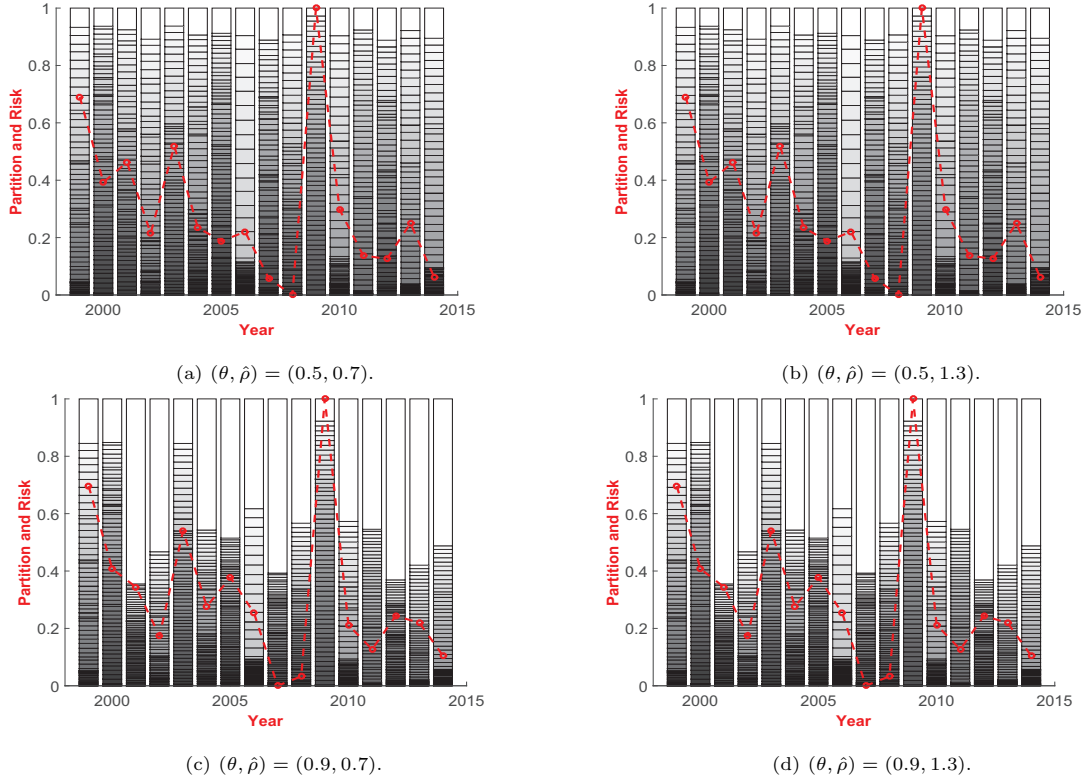 1
0.8
0.6
0.4
0.2
0
Partition and Risk
2000 2005 2010 2015
Year
(a) (θ, ρ̂) = (0.5, 0.7).
1
0.8
0.6
0.4
0.2
0
Partition and Risk
2000 2005 2010 2015
Year
(b) (θ, ρ̂) = (0.5, 1.3).
1
0.8
0.6
0.4
0.2
0
Partition and Risk
2000 2005 2010 2015
Year
(c) (θ, ρ̂) = (0.9, 0.7).
1
0.8
0.6
0.4
0.2
0
Partition and Risk
2000 2005 2010 2015
Year
(d) (θ, ρ̂) = (0.9, 1.3).